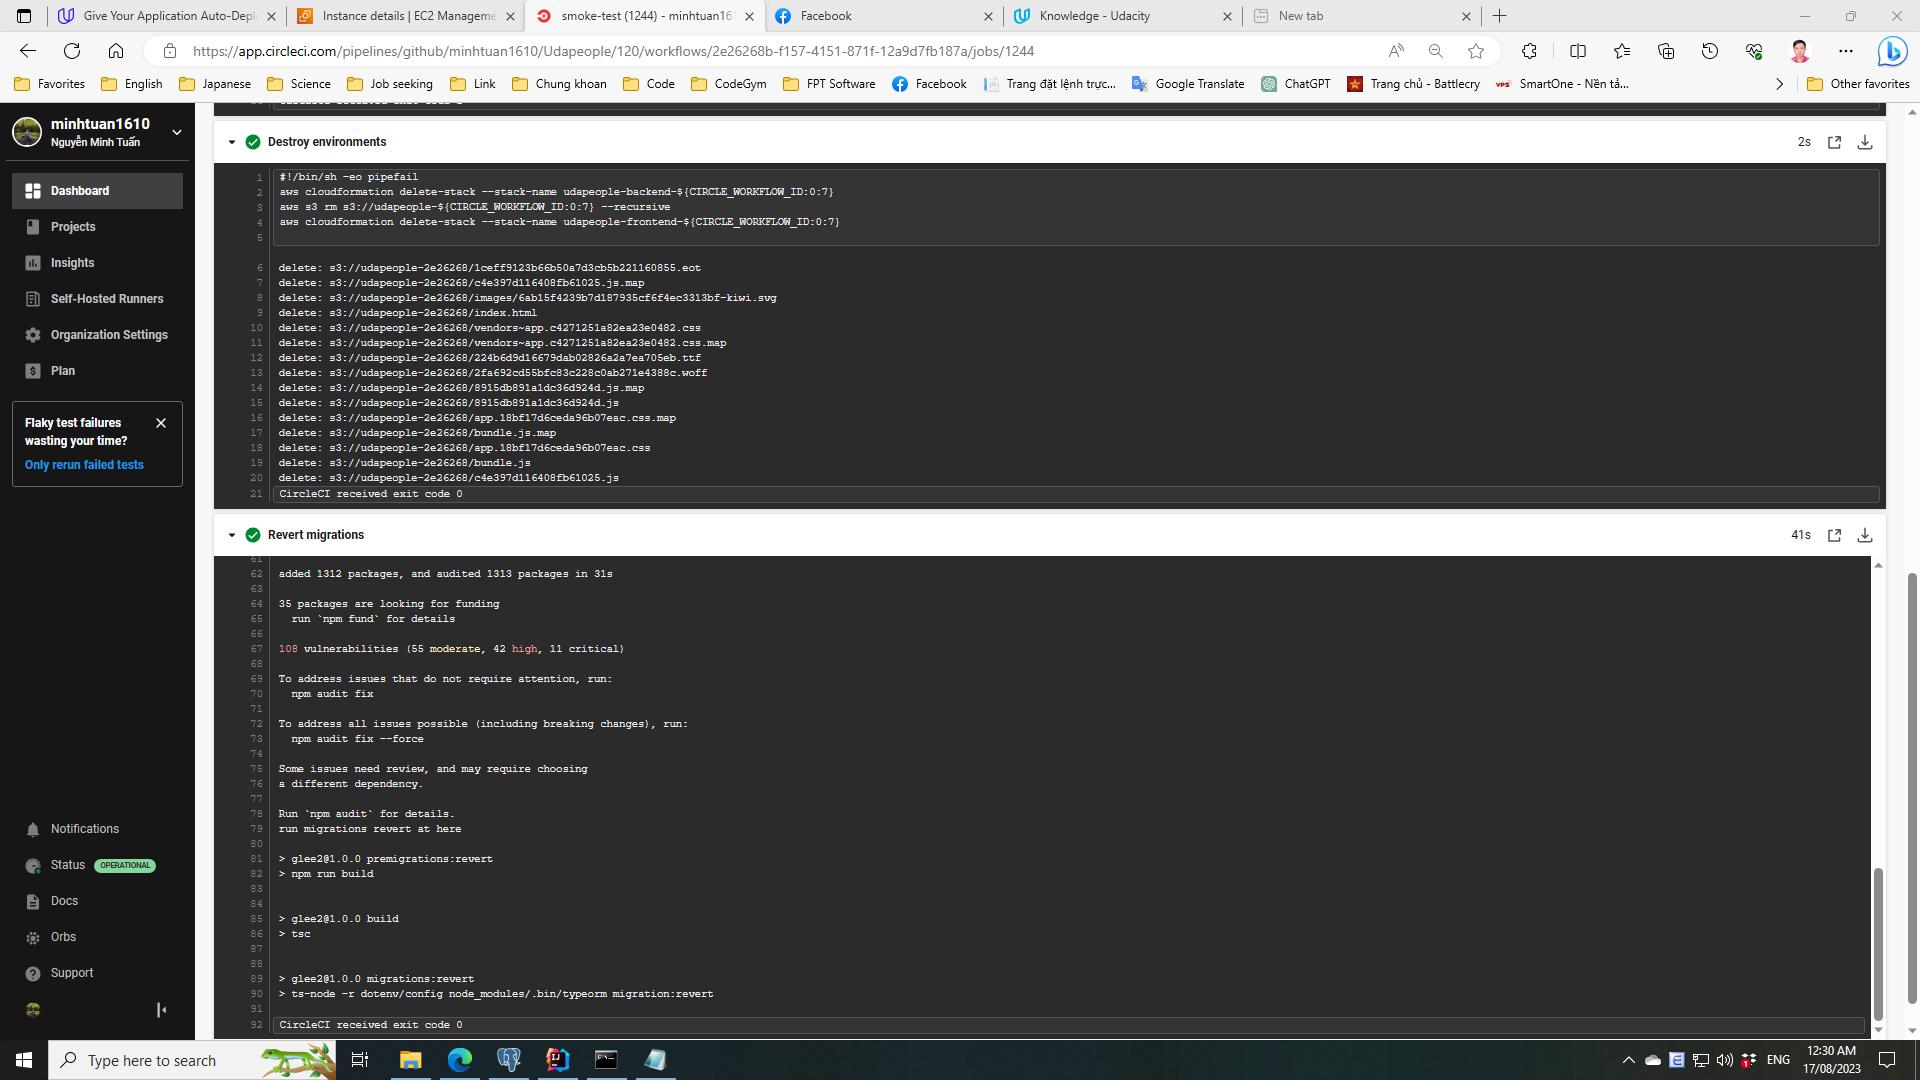 Give Your Application Auto-Depl
Instance details | EC2 Manageme
smoke-test (1244) - minhtuan161
Facebook
Knowledge - Udacity
New tab
https://app.circleci.com/pipelines/github/minhtuan1610/Udapeople/120/workflows/2e26268b-f157-4151-871f-12a9d7fb187a/jobs/1244
Favorites
English
Japanese
Science
Job seeking
Link
Chung khoan
Code
CodeGym
FPT Software
Facebook
Trang đặt lệnh trực...
Google Translate
ChatGPT
Trang chủ - Battlecry
SmartOne - Nền tả...
Other favorites
minhtuan1610
Nguyễn Minh Tuấn
Dashboard
Projects
Insights
Self-Hosted Runners
Organization Settings
Plan
Flaky test failures
wasting your time?
Only rerun failed tests
Notifications
Status OPERATIONAL
Docs
Orbs
Support
Destroy environments
2s
1 #!/bin/sh -eo pipefail
2 aws cloudformation delete-stack --stack-name udapeople-backend-${CIRCLE_WORKFLOW_ID:0:7}
3 aws s3 rm s3://udapeople-${CIRCLE_WORKFLOW_ID:0:7} --recursive
4 aws cloudformation delete-stack --stack-name udapeople-frontend-${CIRCLE_WORKFLOW_ID:0:7}
5
6 delete: s3://udapeople-2e26268/1ceff9123b66b50a7d3cb5b221160855.eot
7 delete: s3://udapeople-2e26268/c4e397d116408fb61025.js.map
8 delete: s3://udapeople-2e26268/images/6ab15f4239b7d187935cf6f4ec3313bf-kiwi.svg
9 delete: s3://udapeople-2e26268/index.html
10 delete: s3://udapeople-2e26268/vendors~app.c4271251a82ea23e0482.css
11 delete: s3://udapeople-2e26268/vendors~app.c4271251a82ea23e0482.css.map
12 delete: s3://udapeople-2e26268/224b6d9d16679dab02826a2a7ea705eb.ttf
13 delete: s3://udapeople-2e26268/2fa692cd55bfc83c228c0ab271e4388c.woff
14 delete: s3://udapeople-2e26268/8915db891a1dc36d924d.js.map
15 delete: s3://udapeople-2e26268/8915db891a1dc36d924d.js
16 delete: s3://udapeople-2e26268/app.18bf17d6ceda96b07eac.css.map
17 delete: s3://udapeople-2e26268/bundle.js.map
18 delete: s3://udapeople-2e26268/app.18bf17d6ceda96b07eac.css
19 delete: s3://udapeople-2e26268/bundle.js
20 delete: s3://udapeople-2e26268/c4e397d116408fb61025.js
21 CircleCI received exit code 0
Revert migrations
41s
61
62 added 1312 packages, and audited 1313 packages in 31s
63
64 35 packages are looking for funding
65 run `npm fund` for details
66
67 108 vulnerabilities (55 moderate, 42 high, 11 critical)
68
69 To address issues that do not require attention, run:
70 npm audit fix
71
72 To address all issues possible (including breaking changes), run:
73 npm audit fix --force
74
75 Some issues need review, and may require choosing
76 a different dependency.
77
78 Run `npm audit` for details.
79 run migrations revert at here
80
81 > glee2@1.0.0 premigrations:revert
82 > npm run build
83
84
85 > glee2@1.0.0 build
86 > tsc
87
88
89 > glee2@1.0.0 migrations:revert
90 > ts-node -r dotenv/config node_modules/.bin/typeorm migration:revert
91
92 CircleCI received exit code 0
Type here to search
ENG
12:30 AM
17/08/2023